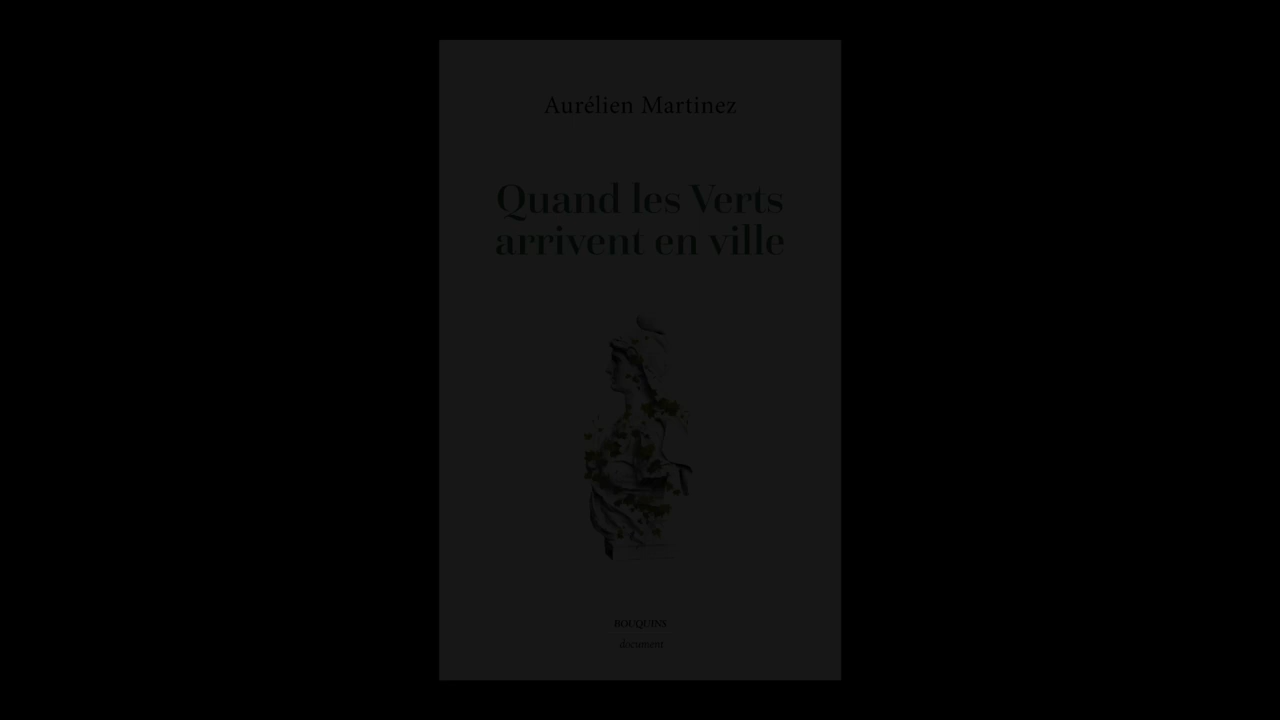 Aurélien Martinez
Quand les Verts
arrivent en ville
BOUQUINS
document